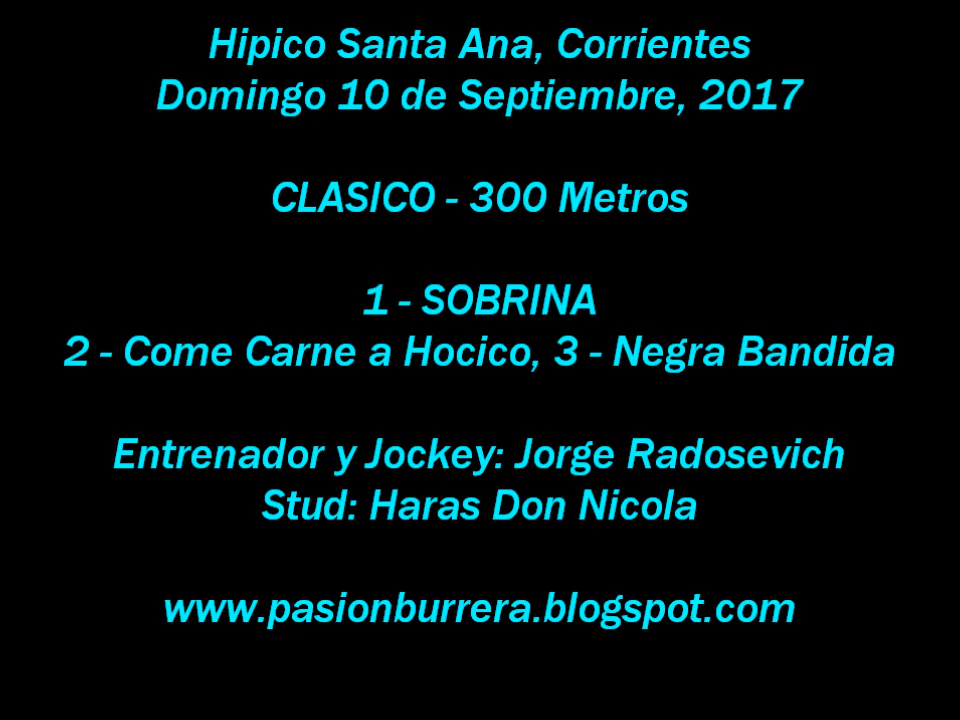 Hipico Santa Ana, Corrientes
Domingo 10 de Septiembre, 2017
CLASICO - 300 Metros
1 - SOBRINA
2 - Come Carne a Hocico, 3 - Negra Bandida
Entrenador y Jockey: Jorge Radosevich
Stud: Haras Don Nicola
www.pasionburrera.blogspot.com